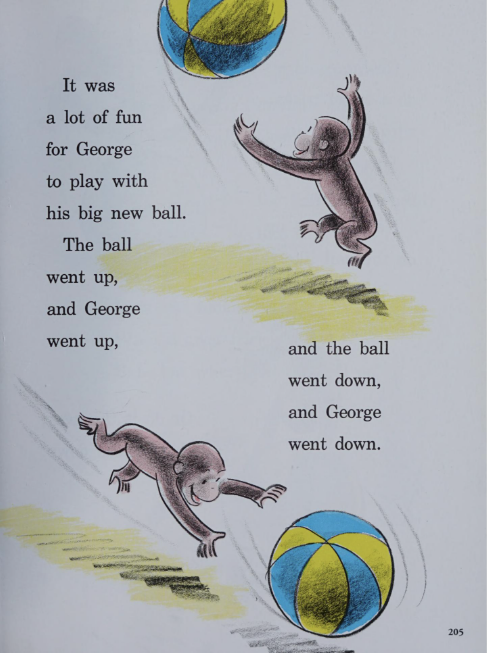 It was
a lot of fun
for George
to play with
his big new ball.
The ball
went up,
and George
went up,
and the ball
went down,
and George
went down.
205